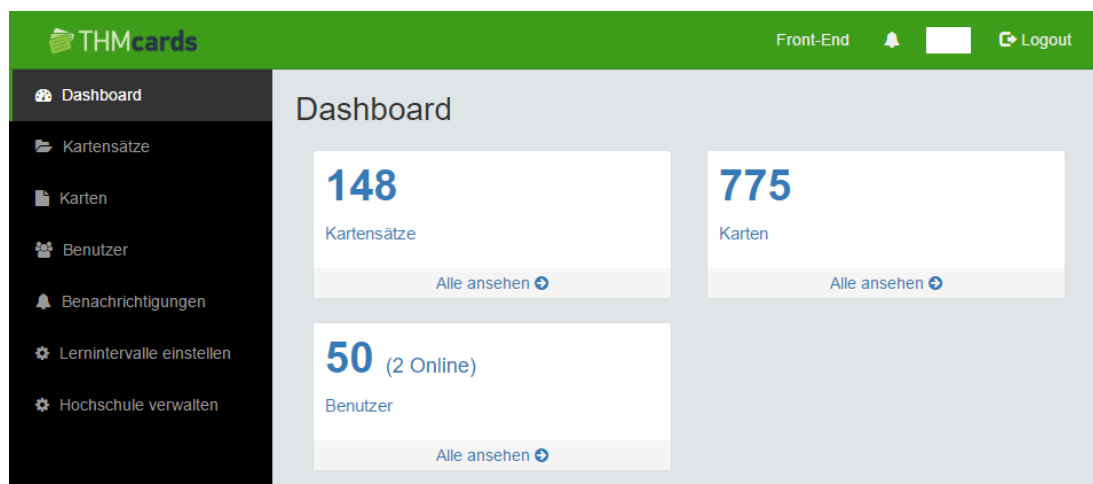 THMcards
Front-End
Logout
Dashboard
Kartensätze
Karten
Benutzer
Benachrichtigungen
Lernintervalle einstellen
Hochschule verwalten
Dashboard
148
Kartensätze
Alle ansehen
775
Karten
Alle ansehen
50 (2 Online)
Benutzer
Alle ansehen